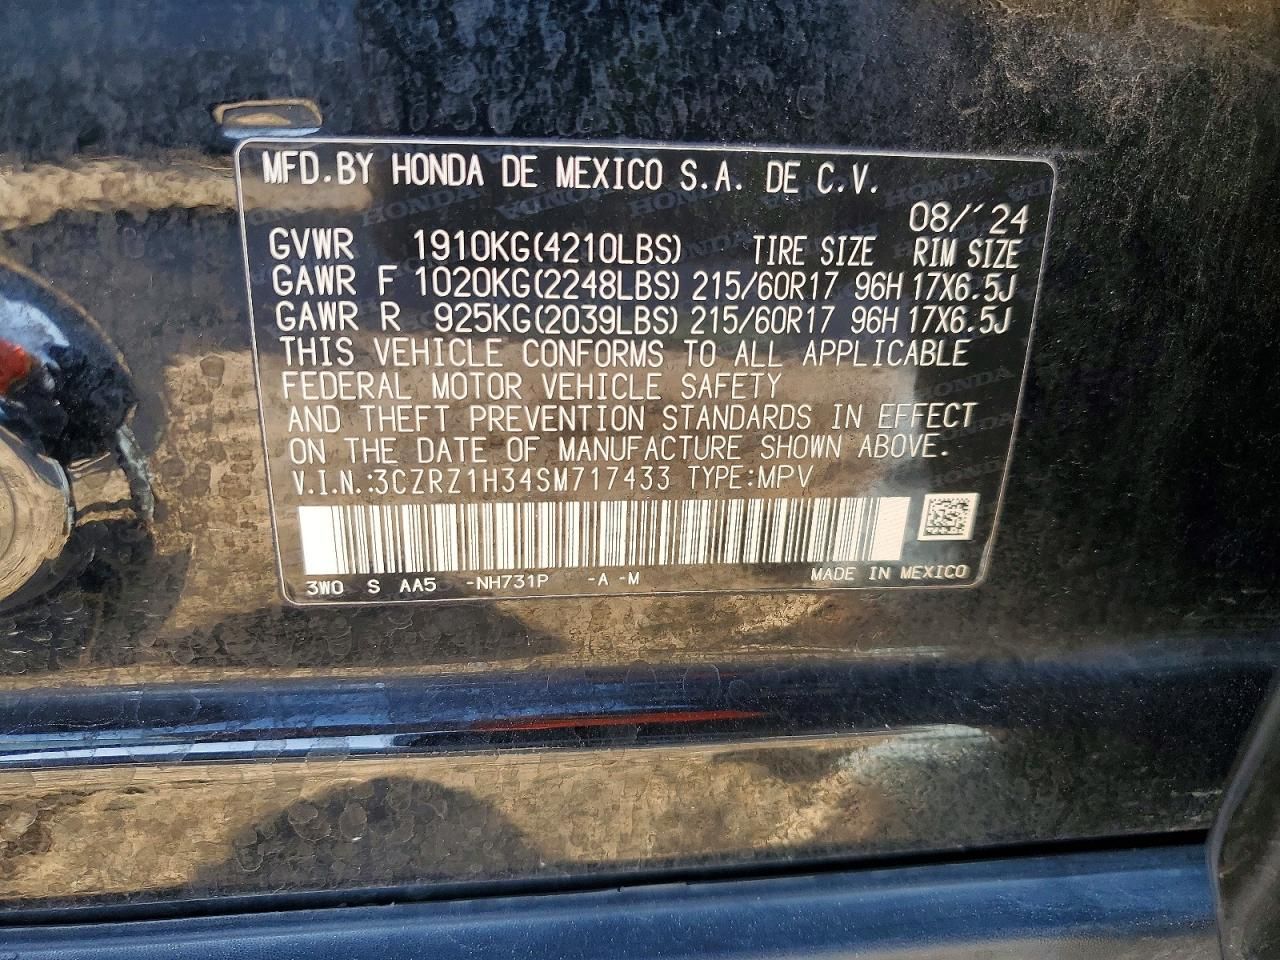 MFD.BY HONDA DE MEXICO S.A. DE C.V.
08/'24
GVWR 1910KG(4210LBS) TIRE SIZE RIM SIZE
GAWR F 1020KG(2248LBS) 215/60R17 96H 17X6.5J
GAWR R 925KG(2039LBS) 215/60R17 96H 17X6.5J
THIS VEHICLE CONFORMS TO ALL APPLICABLE
FEDERAL MOTOR VEHICLE SAFETY
AND THEFT PREVENTION STANDARDS IN EFFECT
ON THE DATE OF MANUFACTURE SHOWN ABOVE.
V.I.N.:3CZRZ1H34SM717433 TYPE:MPV
3W0 S AA5 -NH731P -A -M MADE IN MEXICO